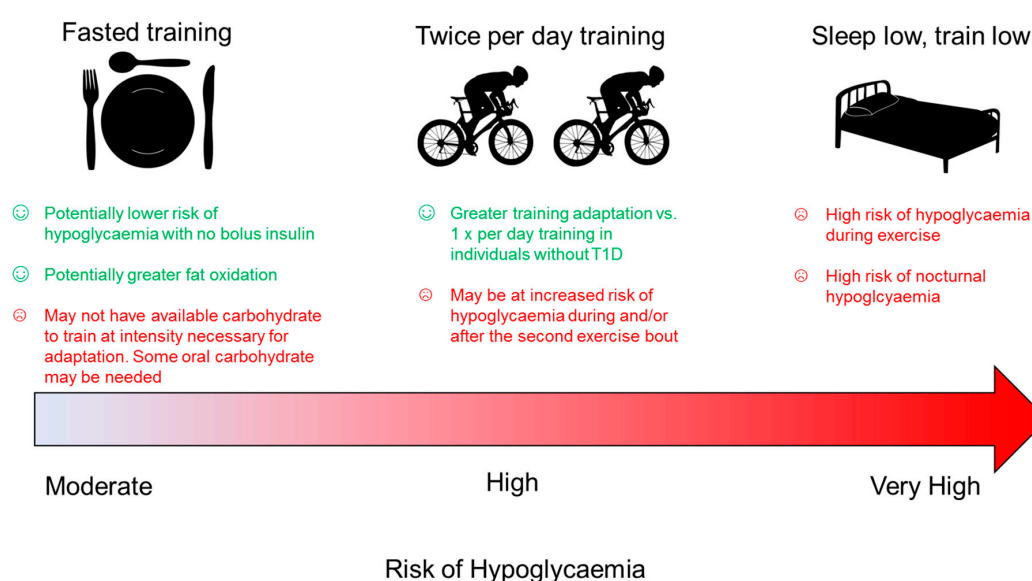 Fasted training
Twice per day training
Sleep low, train low
Potentially lower risk of
hypoglycaemia with no bolus insulin
Potentially greater fat oxidation
May not have available carbohydrate
to train at intensity necessary for
adaptation. Some oral carbohydrate
may be needed
Greater training adaptation vs.
1 x per day training in
individuals without T1D
May be at increased risk of
hypoglycaemia during and/or
after the second exercise bout
High risk of hypoglycaemia
during exercise
High risk of nocturnal
hypoglcyaemia
Moderate
High
Very High
Risk of Hypoglycaemia